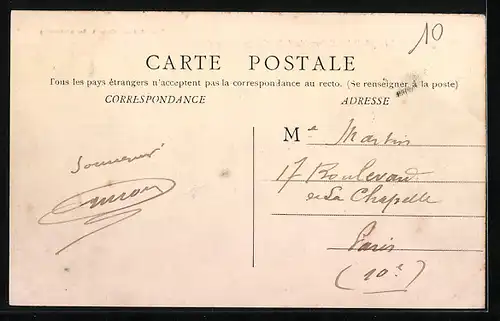 10
CARTE POSTALE
Tous les pays étrangers n'acceptent pas la correspondance au recto. (Se renseigner à la poste)
CORRESPONDANCE
ADRESSE
Souvenir
M e Martin
17 Boulevard
de La Chapelle
Paris
(10e)